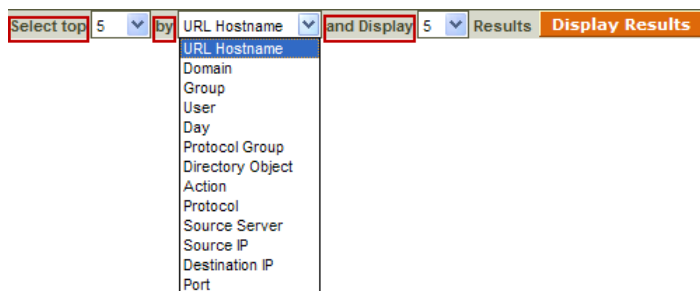 Select top 5 by URL Hostname and Display 5 Results Display Results
URL Hostname
Domain
Group
User
Day
Protocol Group
Directory Object
Action
Protocol
Source Server
Source IP
Destination IP
Port